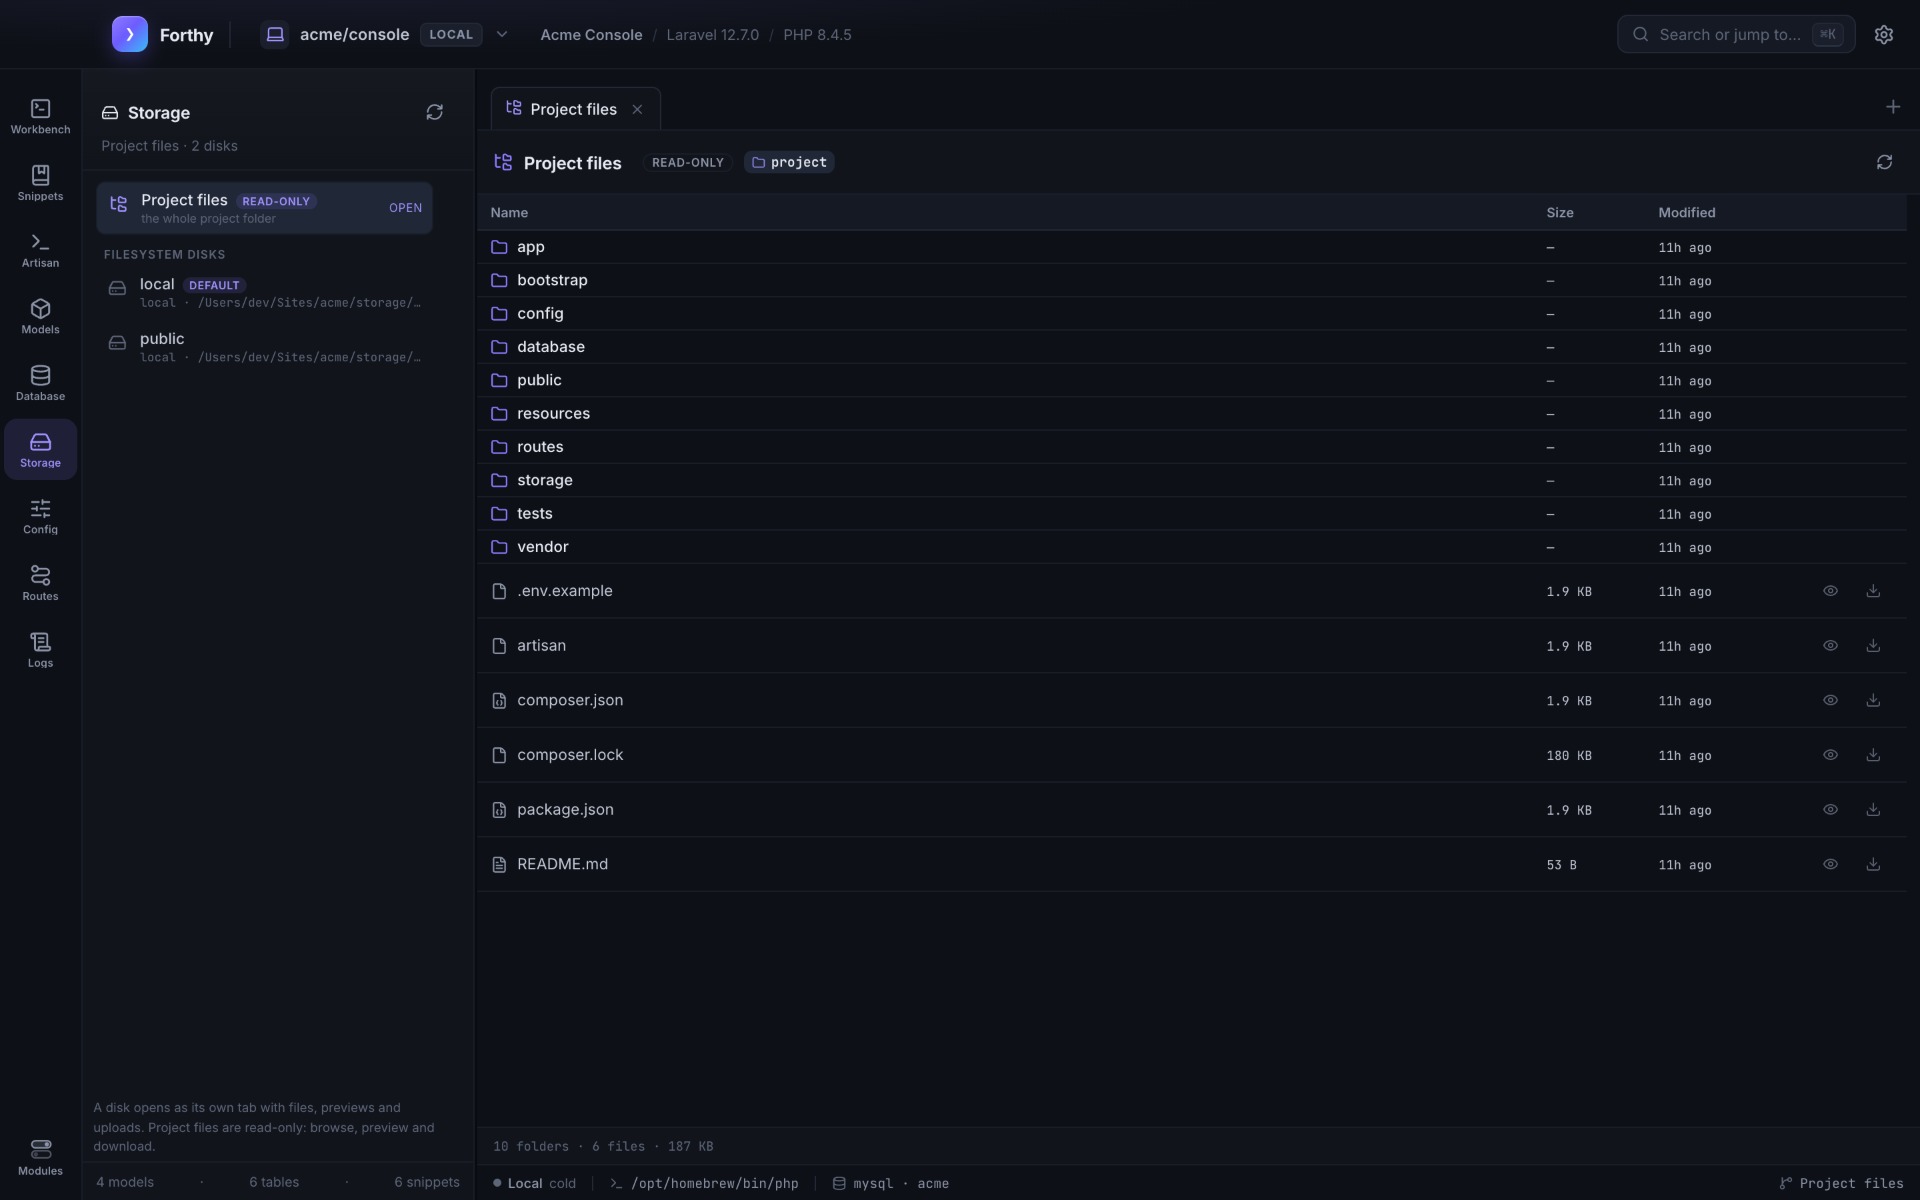 Forthy
acme/console LOCAL
Acme Console / Laravel 12.7.0 / PHP 8.4.5
Search or jump to... ⌘K
Workbench
Snippets
Artisan
Models
Database
Storage
Config
Routes
Logs
Modules
Storage
Project files · 2 disks
Project files READ-ONLY
the whole project folder
OPEN
FILESYSTEM DISKS
local DEFAULT
local · /Users/dev/Sites/acme/storage/…
public
local · /Users/dev/Sites/acme/storage/…
A disk opens as its own tab with files, previews and
uploads. Project files are read-only: browse, preview and
download.
4 models · 6 tables · 6 snippets
Project files
Project files READ-ONLY project
Name Size Modified
app – 11h ago
bootstrap – 11h ago
config – 11h ago
database – 11h ago
public – 11h ago
resources – 11h ago
routes – 11h ago
storage – 11h ago
tests – 11h ago
vendor – 11h ago
.env.example 1.9 KB 11h ago
artisan 1.9 KB 11h ago
composer.json 1.9 KB 11h ago
composer.lock 180 KB 11h ago
package.json 1.9 KB 11h ago
README.md 53 B 11h ago
10 folders · 6 files · 187 KB
Local cold /opt/homebrew/bin/php mysql · acme Project files